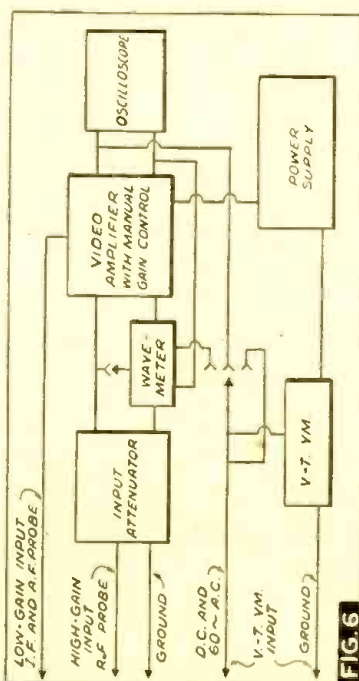 LOW-GAIN INPUT
I.F. AND A.F. PROBE
HIGH-GAIN
INPUT
R-F PROBE
GROUND
D.C. AND
60 ~ A.C.
V-T. VM.
INPUT
GROUND
INPUT
ATTENUATOR
WAVE-
METER
VIDEO
AMPLIFIER
WITH MANUAL
GAIN CONTROL
OSCILLOSCOPE
V-T. VM.
POWER
SUPPLY
FIG. 6